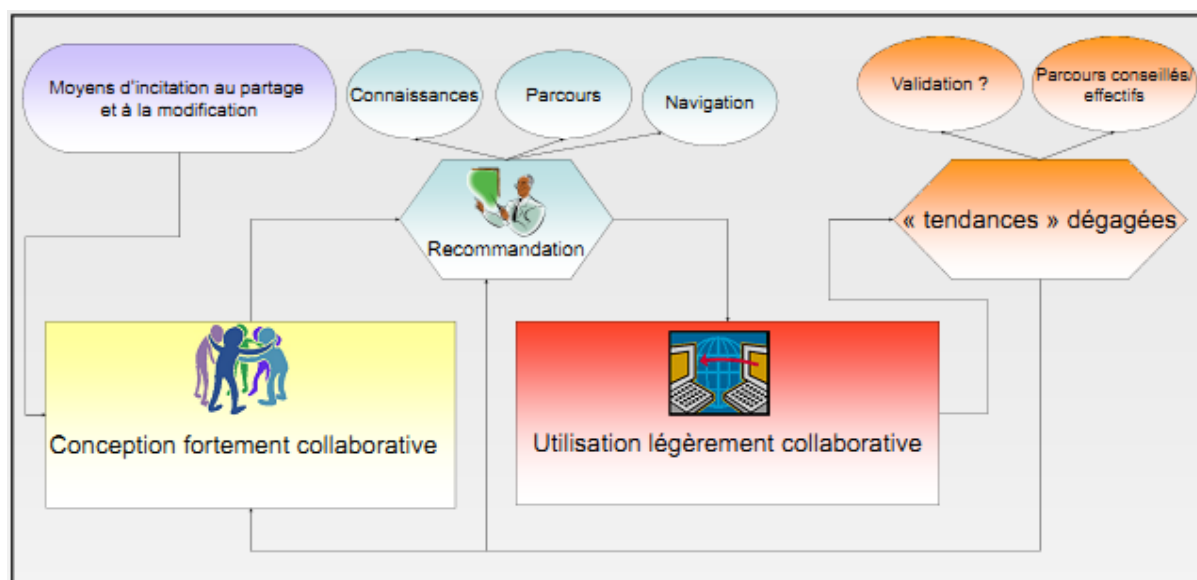 Moyens d'incitation au partage
et à la modification
Connaissances
Parcours
Navigation
Validation ?
Parcours conseillés/
effectifs
Recommandation
« tendances » dégagées
Conception fortement collaborative
Utilisation légèrement collaborative